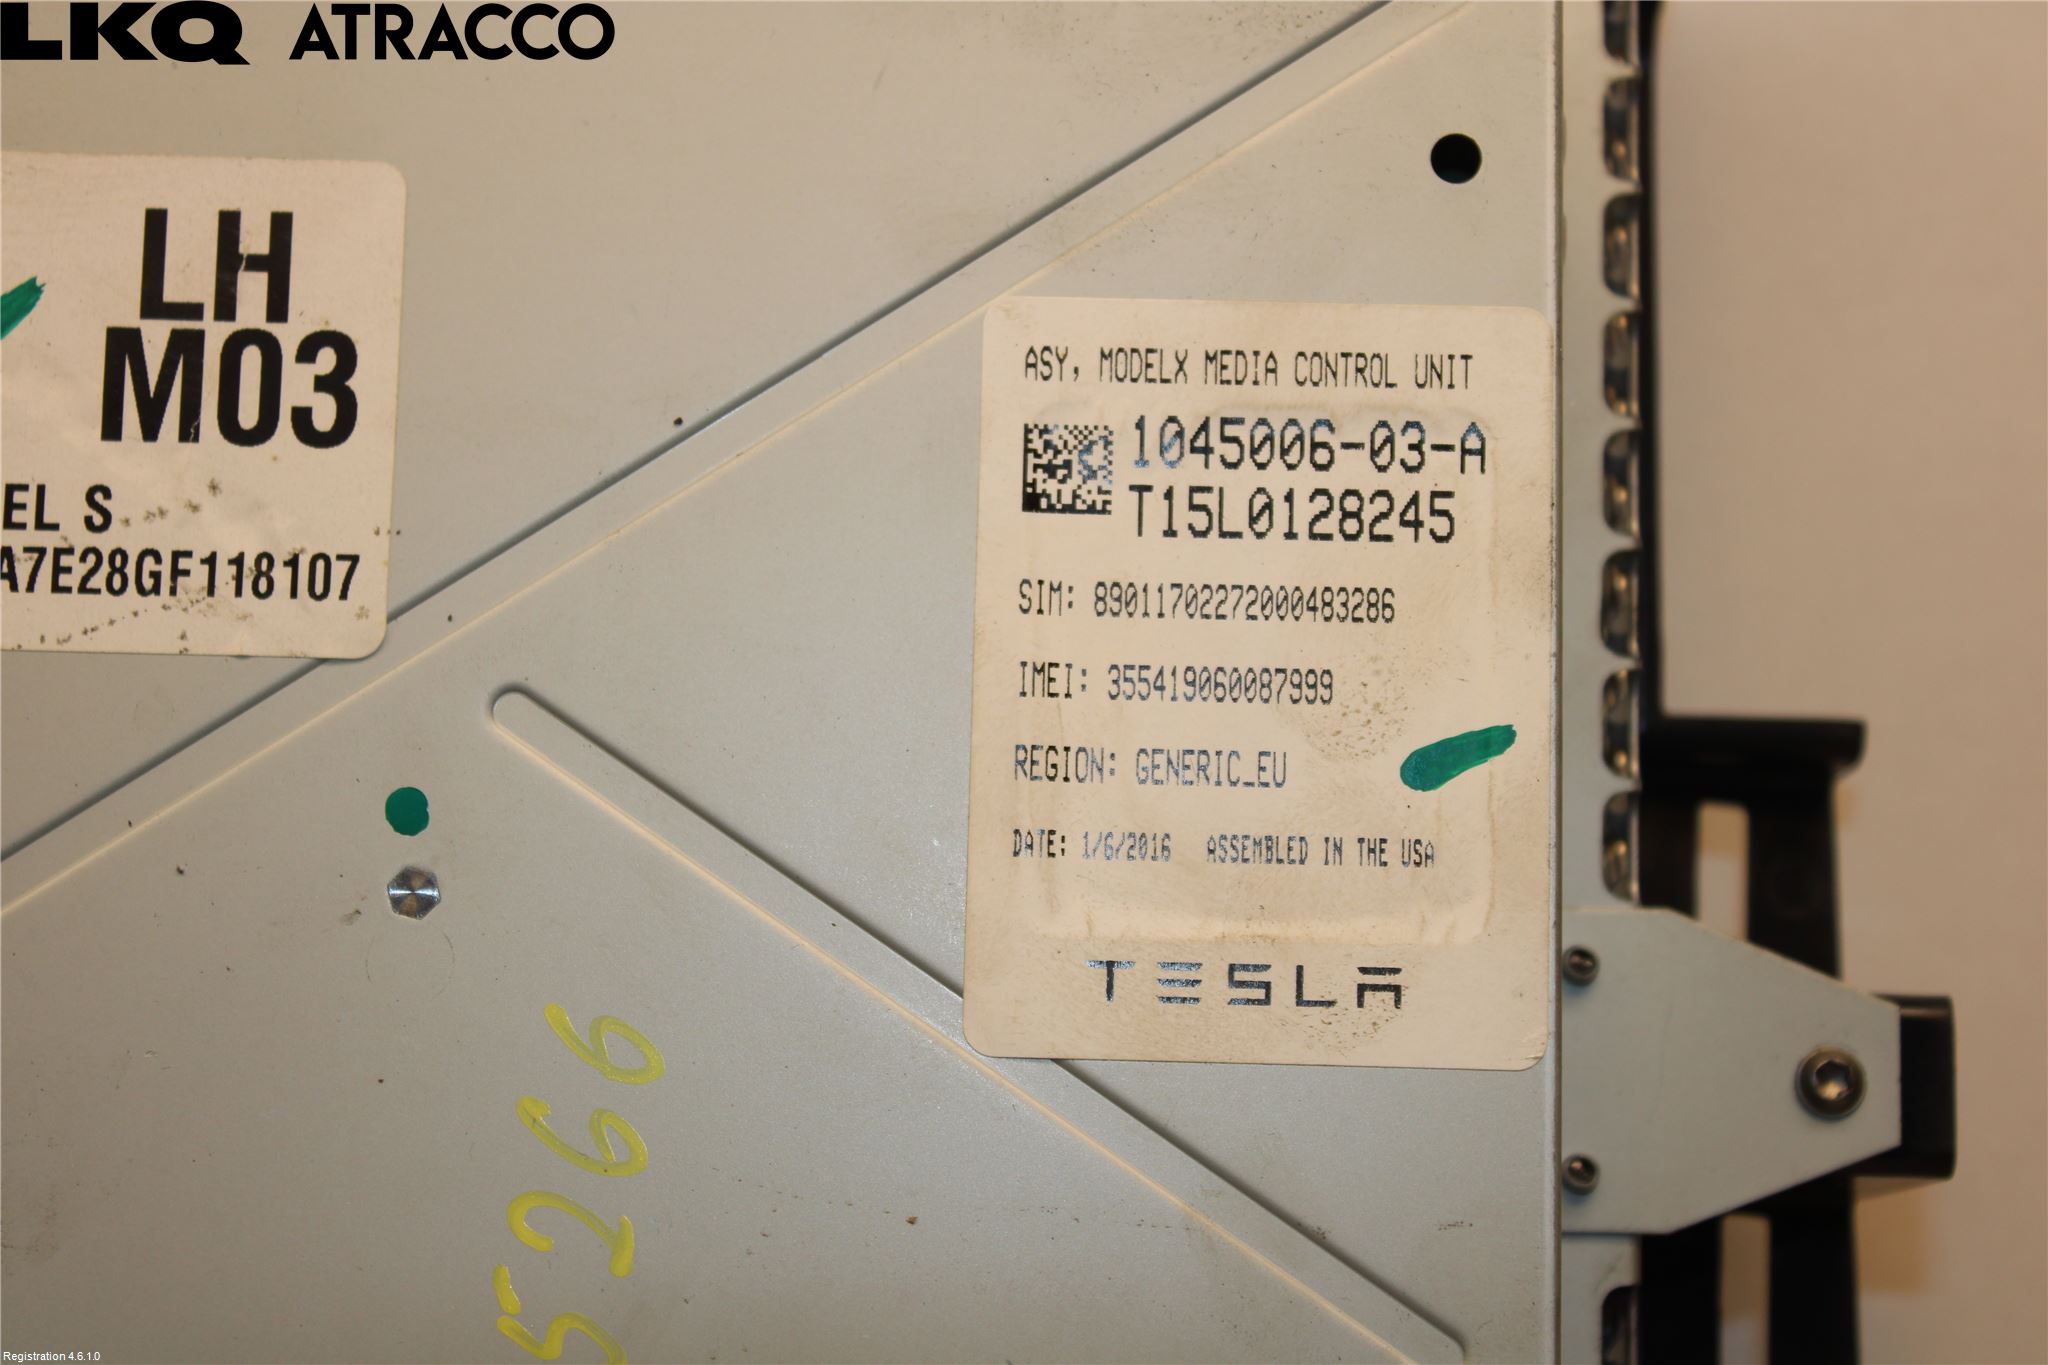 LKQ ATRACCO
LH
M03
EL S
A7E28GF118107
ASY, MODELX MEDIA CONTROL UNIT
1045006-03-A
T15L0128245
SIM: 89011702272000483286
IMEI: 355419060087999
REGION: GENERIC_EU
DATE: 1/6/2016 ASSEMBLED IN THE USA
TESLA
5266
Registration 4.6.1.0